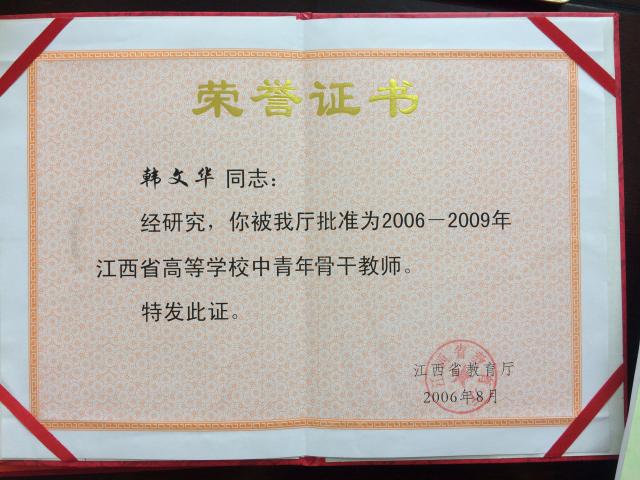 荣誉证书
韩文华 同志：
经研究，你被我厅批准为2006－2009年
江西省高等学校中青年骨干教师。
特发此证。
江西省教育厅
2006年8月